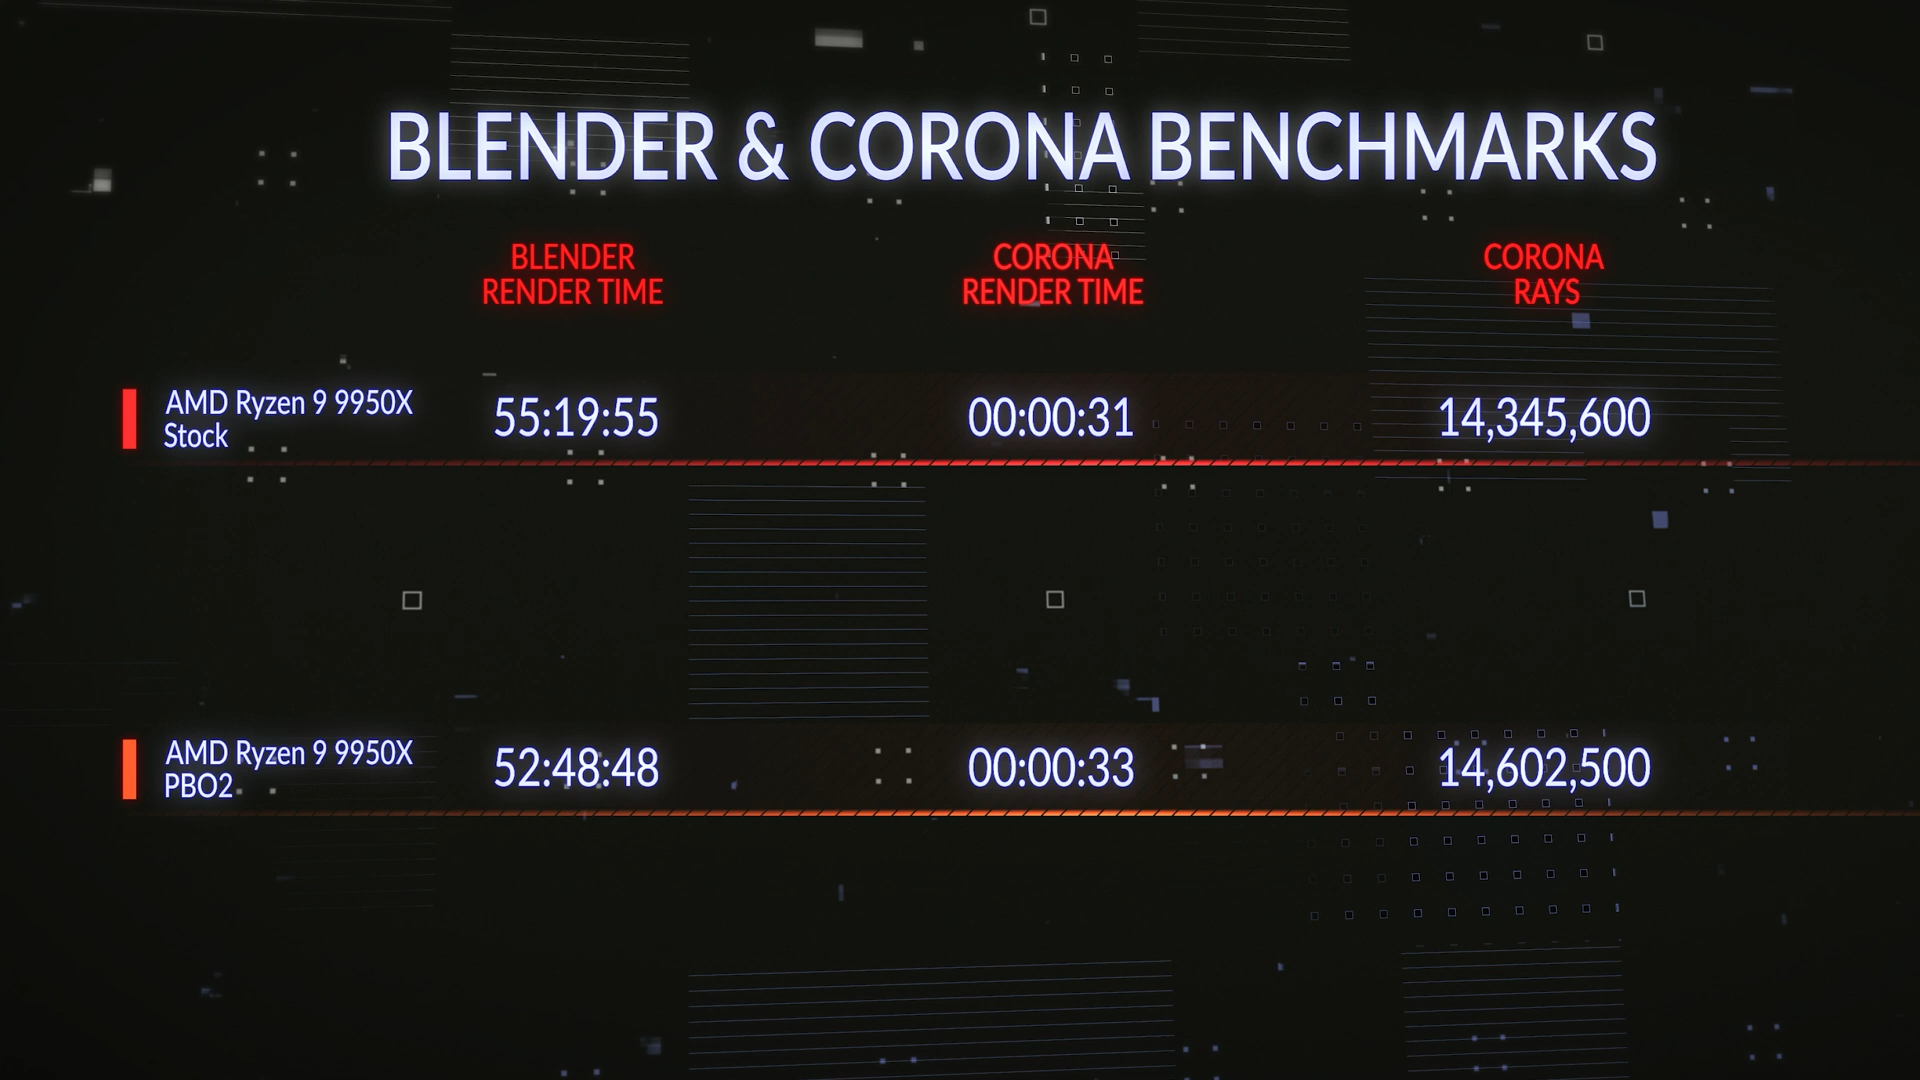 BLENDER & CORONA BENCHMARKS
BLENDER
RENDER TIME
CORONA
RENDER TIME
CORONA
RAYS
AMD Ryzen 9 9950X
Stock
55:19:55
00:00:31
14,345,600
AMD Ryzen 9 9950X
PBO2
52:48:48
00:00:33
14,602,500